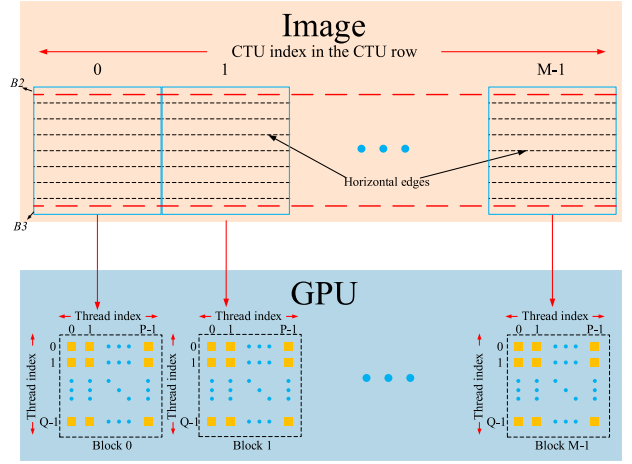 Image
CTU index in the CTU row
0 1 M-1
B2
Horizontal edges
B3
GPU
Thread index Thread index Thread index
0 1 P-1 0 1 P-1 0 1 P-1
Thread index 0 Thread index 0 Thread index 0
1 1 1
Q-1 Q-1 Q-1
Block 0 Block 1 Block M-1